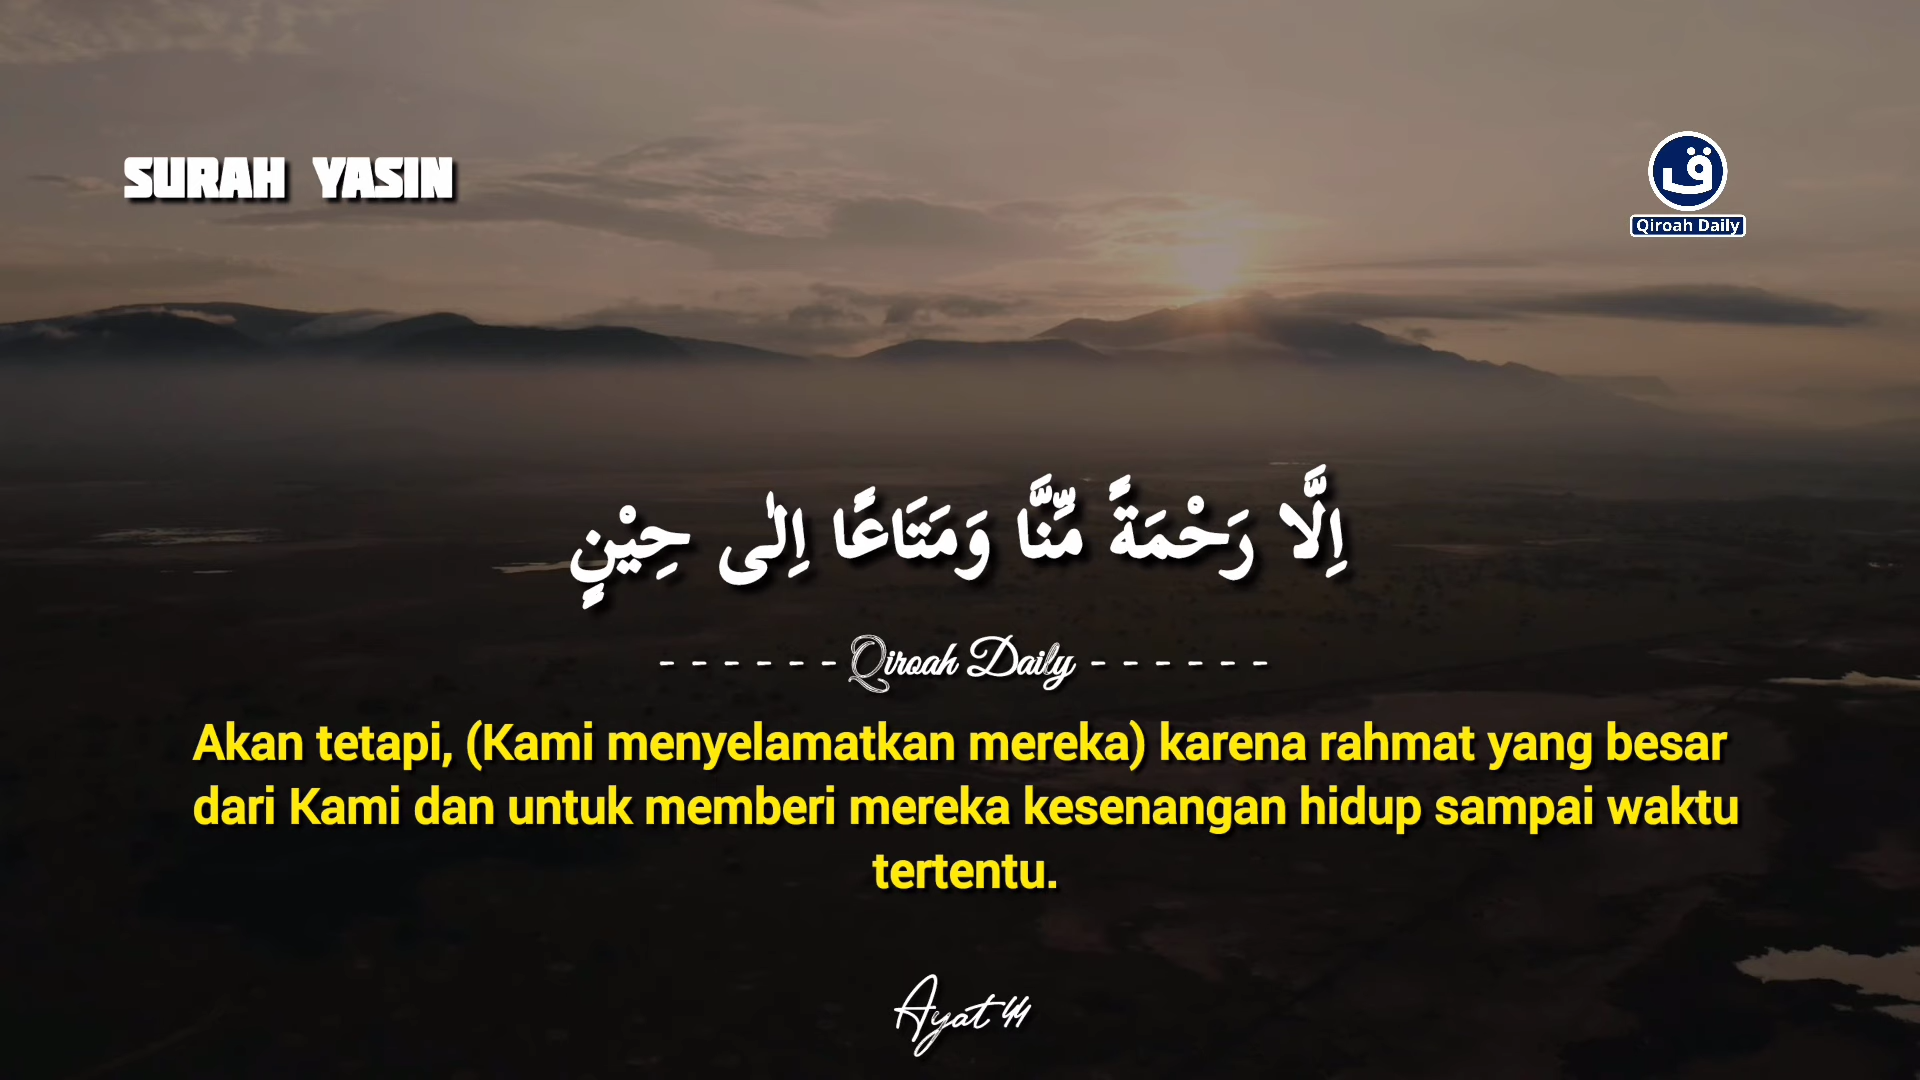 SURAH YASIN
ق
Qiroah Daily
اِلَّا رَحْمَةً مِّنَّا وَمَتَاعًا اِلٰى حِيْنٍ
------Qiroah Daily------
Akan tetapi, (Kami menyelamatkan mereka) karena rahmat yang besar
dari Kami dan untuk memberi mereka kesenangan hidup sampai waktu
tertentu.
Ayat 44